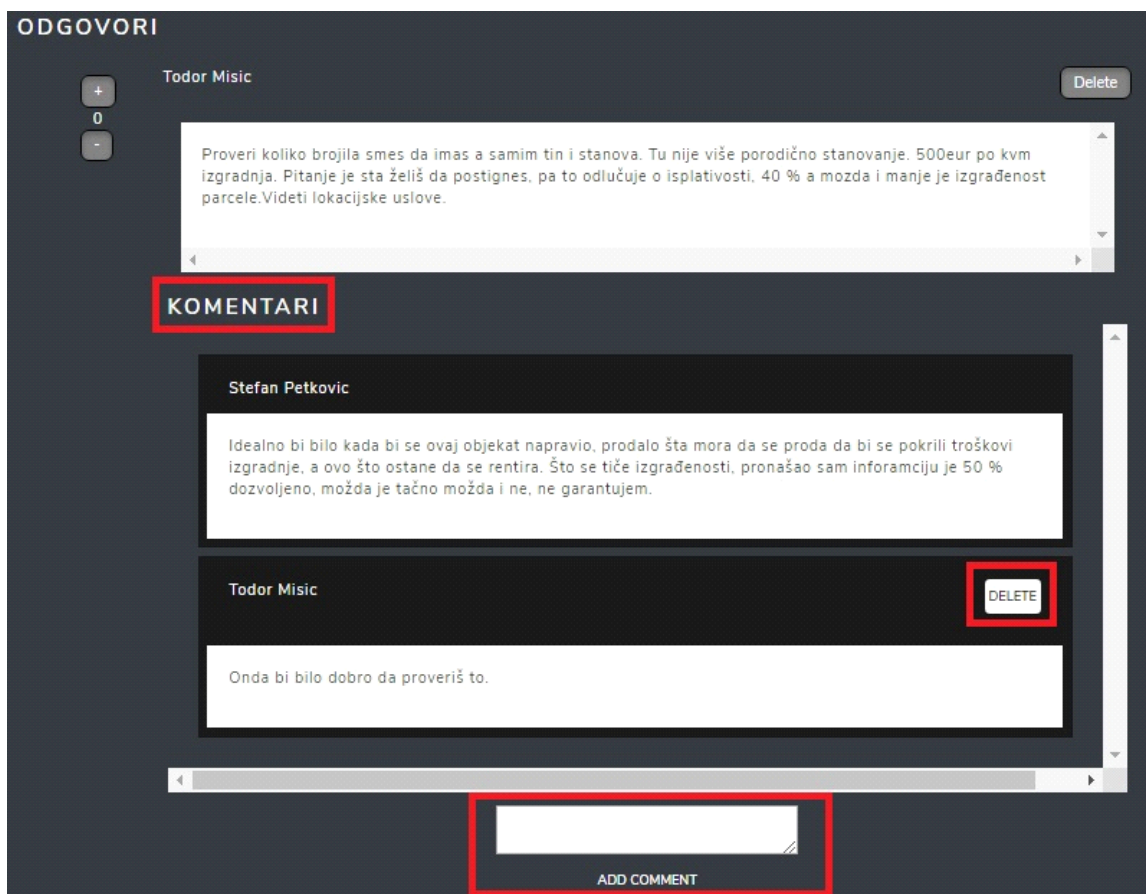 ODGOVORI
+
0
-
Todor Misic
Delete
Proveri koliko brojila smes da imas a samim tin i stanova. Tu nije više porodično stanovanje. 500eur po kvm
izgradnja. Pitanje je sta želiš da postignes, pa to odlučuje o isplativosti, 40 % a mozda i manje je izgrađenost
parcele.Videti lokacijske uslove.
KOMENTARI
Stefan Petkovic
Idealno bi bilo kada bi se ovaj objekat napravio, prodalo šta mora da se proda da bi se pokrili troškovi
izgradnje, a ovo što ostane da se rentira. Što se tiče izgrađenosti, pronašao sam inforamciju je 50 %
dozvoljeno, možda je tačno možda i ne, ne garantujem.
Todor Misic
DELETE
Onda bi bilo dobro da proveriš to.
ADD COMMENT